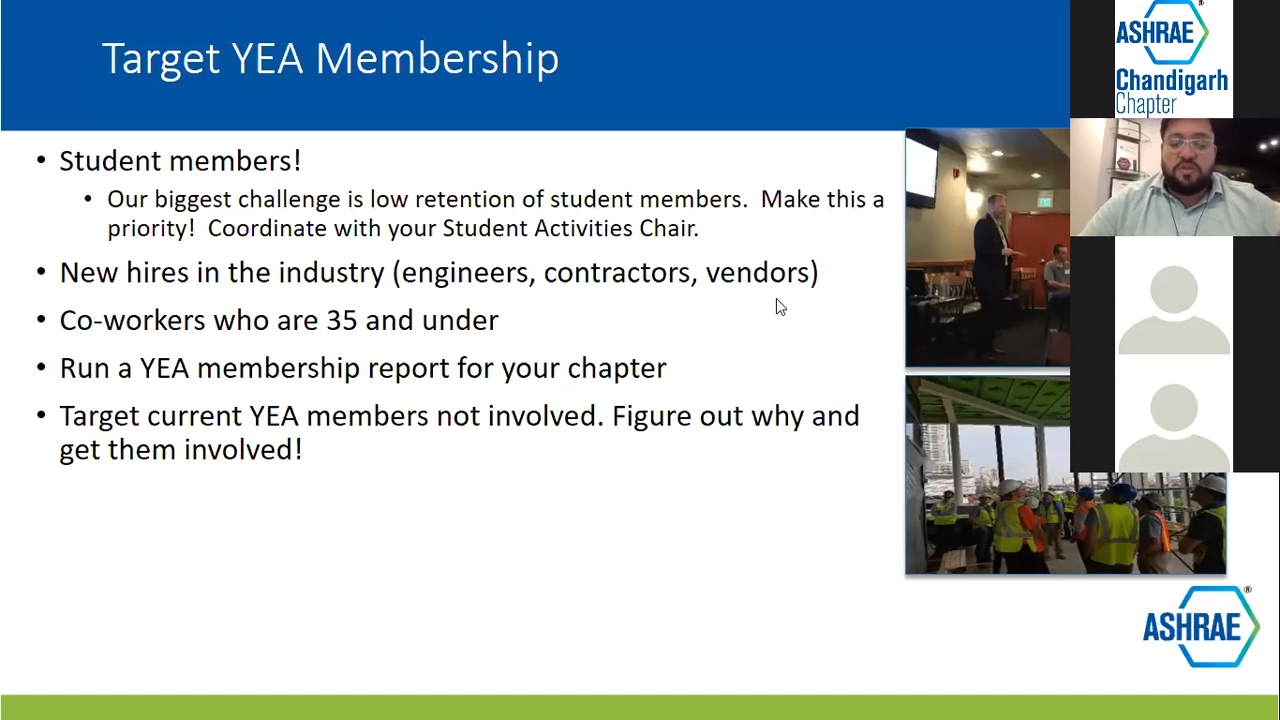 Target YEA Membership
• Student members!
• Our biggest challenge is low retention of student members.  Make this a
priority!  Coordinate with your Student Activities Chair.
• New hires in the industry (engineers, contractors, vendors)
• Co-workers who are 35 and under
• Run a YEA membership report for your chapter
• Target current YEA members not involved. Figure out why and
get them involved!
ASHRAE
Chandigarh
Chapter
ASHRAE®